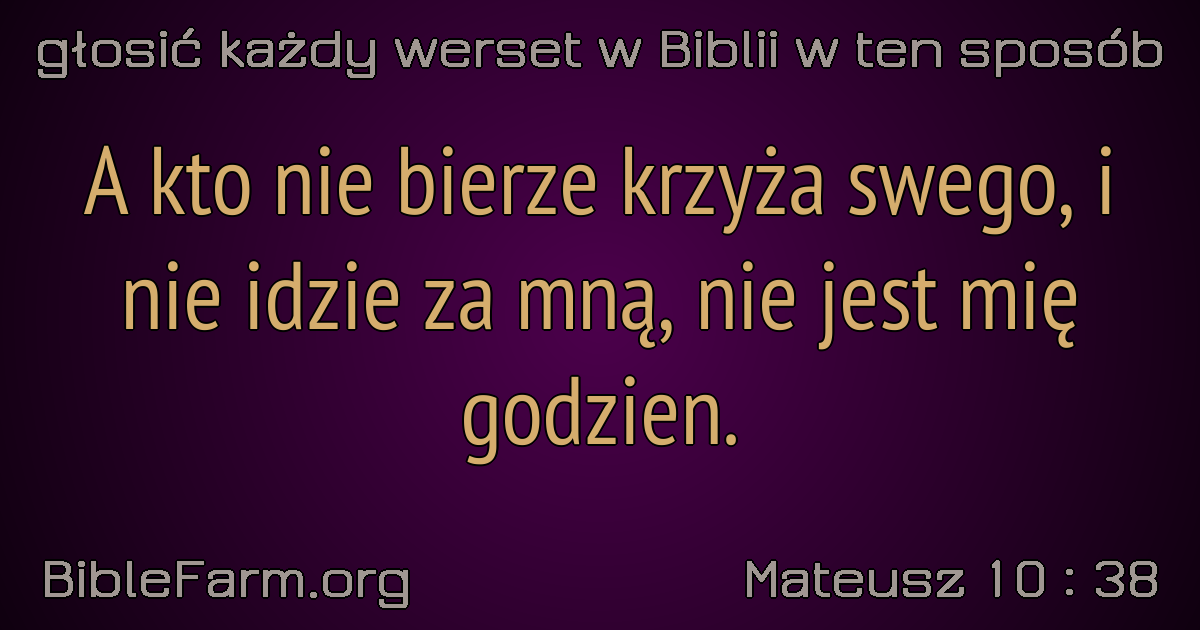 głosić każdy werset w Biblii w ten sposób
A kto nie bierze krzyża swego, i
nie idzie za mną, nie jest mię
godzien.
BibleFarm.org
Mateusz 10 : 38